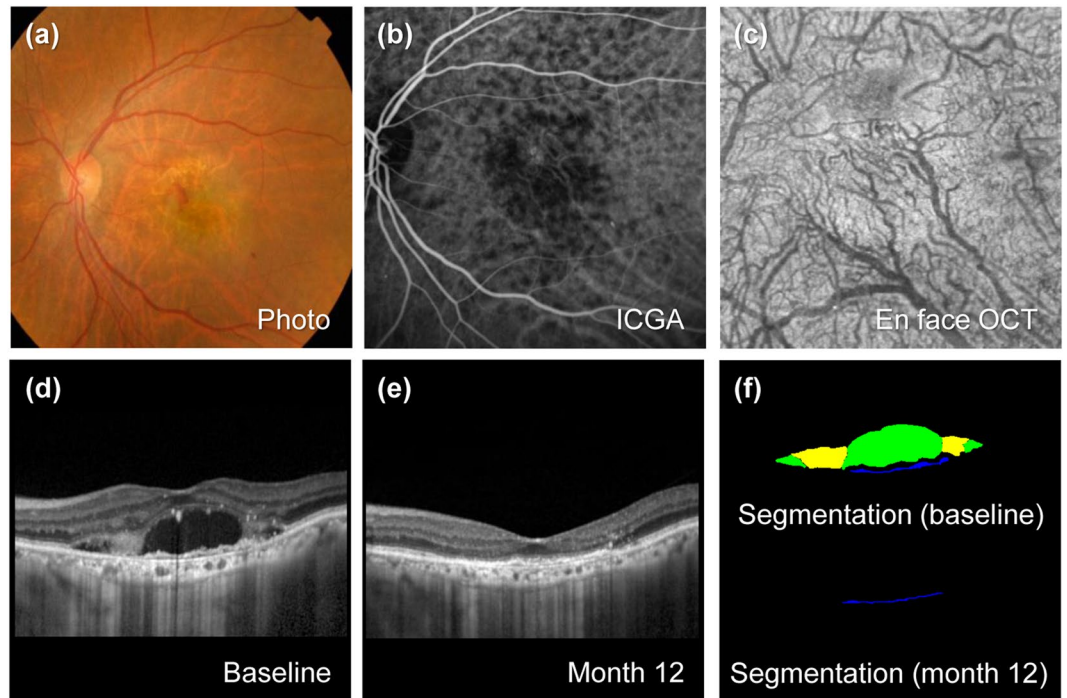 (a)
Photo
(b)
ICGA
(c)
En face OCT
(d)
Baseline
(e)
Month 12
(f)
Segmentation (baseline)
Segmentation (month 12)